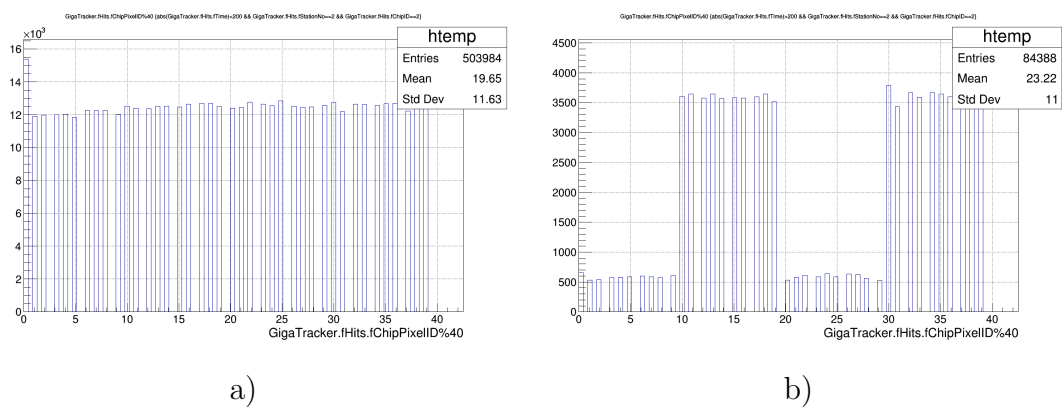 GigaTracker.fHits.fChipPixelID%40 {abs(GigaTracker.fHits.fTime)<200 && GigaTracker.fHits.fStationNo==2 && GigaTracker.fHits.fChipID==2}
×10³
htemp
Entries 503984
Mean 19.65
Std Dev 11.63
16
14
12
10
8
6
4
2
0
0 5 10 15 20 25 30 35 40
GigaTracker.fHits.fChipPixelID%40
a)
GigaTracker.fHits.fChipPixelID%40 {abs(GigaTracker.fHits.fTime)>200 && GigaTracker.fHits.fStationNo==2 && GigaTracker.fHits.fChipID==2}
htemp
Entries 84388
Mean 23.22
Std Dev 11
4500
4000
3500
3000
2500
2000
1500
1000
500
0
0 5 10 15 20 25 30 35 40
GigaTracker.fHits.fChipPixelID%40
b)